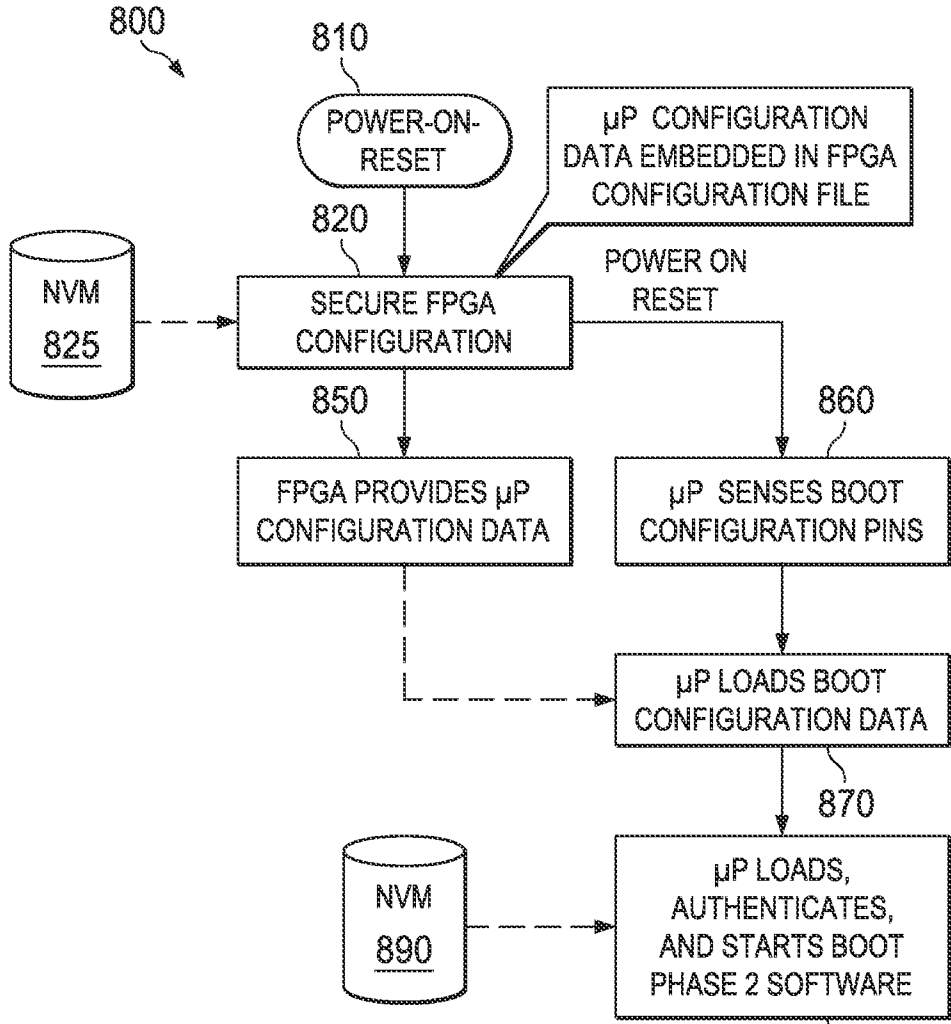 800
810
POWER-ON-
RESET
µP CONFIGURATION
DATA EMBEDDED IN FPGA
CONFIGURATION FILE
820
NVM
825
SECURE FPGA
CONFIGURATION
POWER ON
RESET
850
FPGA PROVIDES µP
CONFIGURATION DATA
860
µP SENSES BOOT
CONFIGURATION PINS
µP LOADS BOOT
CONFIGURATION DATA
870
NVM
890
µP LOADS,
AUTHENTICATES,
AND STARTS BOOT
PHASE 2 SOFTWARE